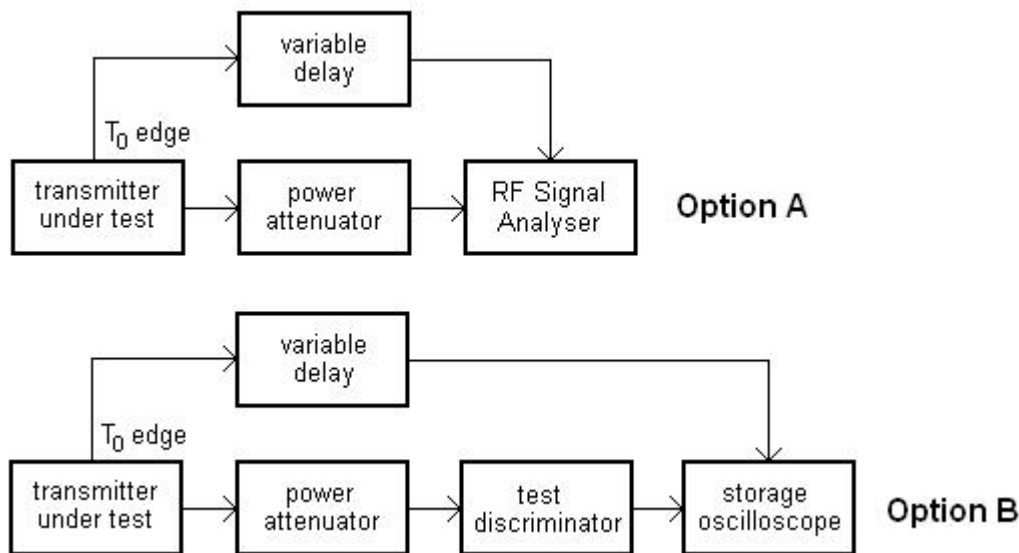 variable
delay
T0 edge
transmitter
under test
power
attenuator
RF Signal
Analyser
Option A
variable
delay
T0 edge
transmitter
under test
power
attenuator
test
discriminator
storage
oscilloscope
Option B